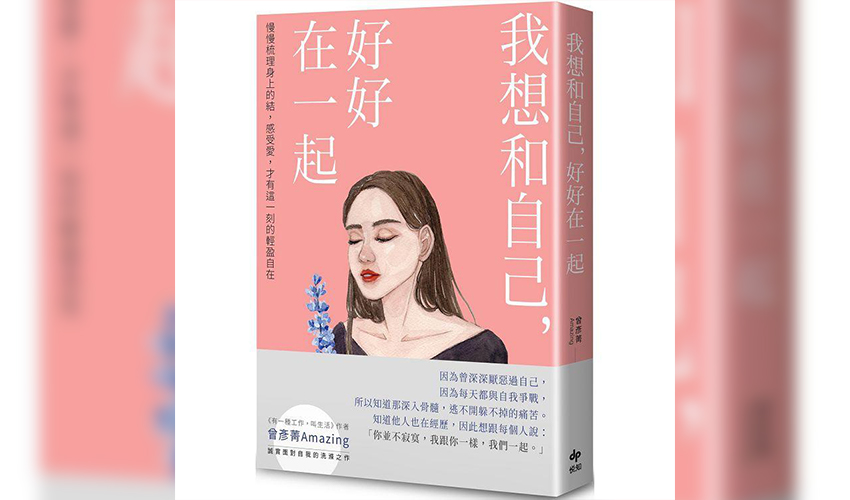 我想和自己，
好好
在一起
慢慢梳理身上的結，感受愛，才有這一刻的輕盈自在
因為曾深深厭惡過自己，
因為每天都與自我爭戰，
所以知道那深入骨髓，逃不開躲不掉的痛苦。
知道他人也在經歷，因此想跟每個人說：
「你並不寂寞，我跟你一樣，我們一起。」
《有一種工作，叫生活》作者
曾彥菁Amazing
誠實面對自我的洗滌之作
dp
悅知
我想和自己，好好在一起
曾彥菁
Amazing